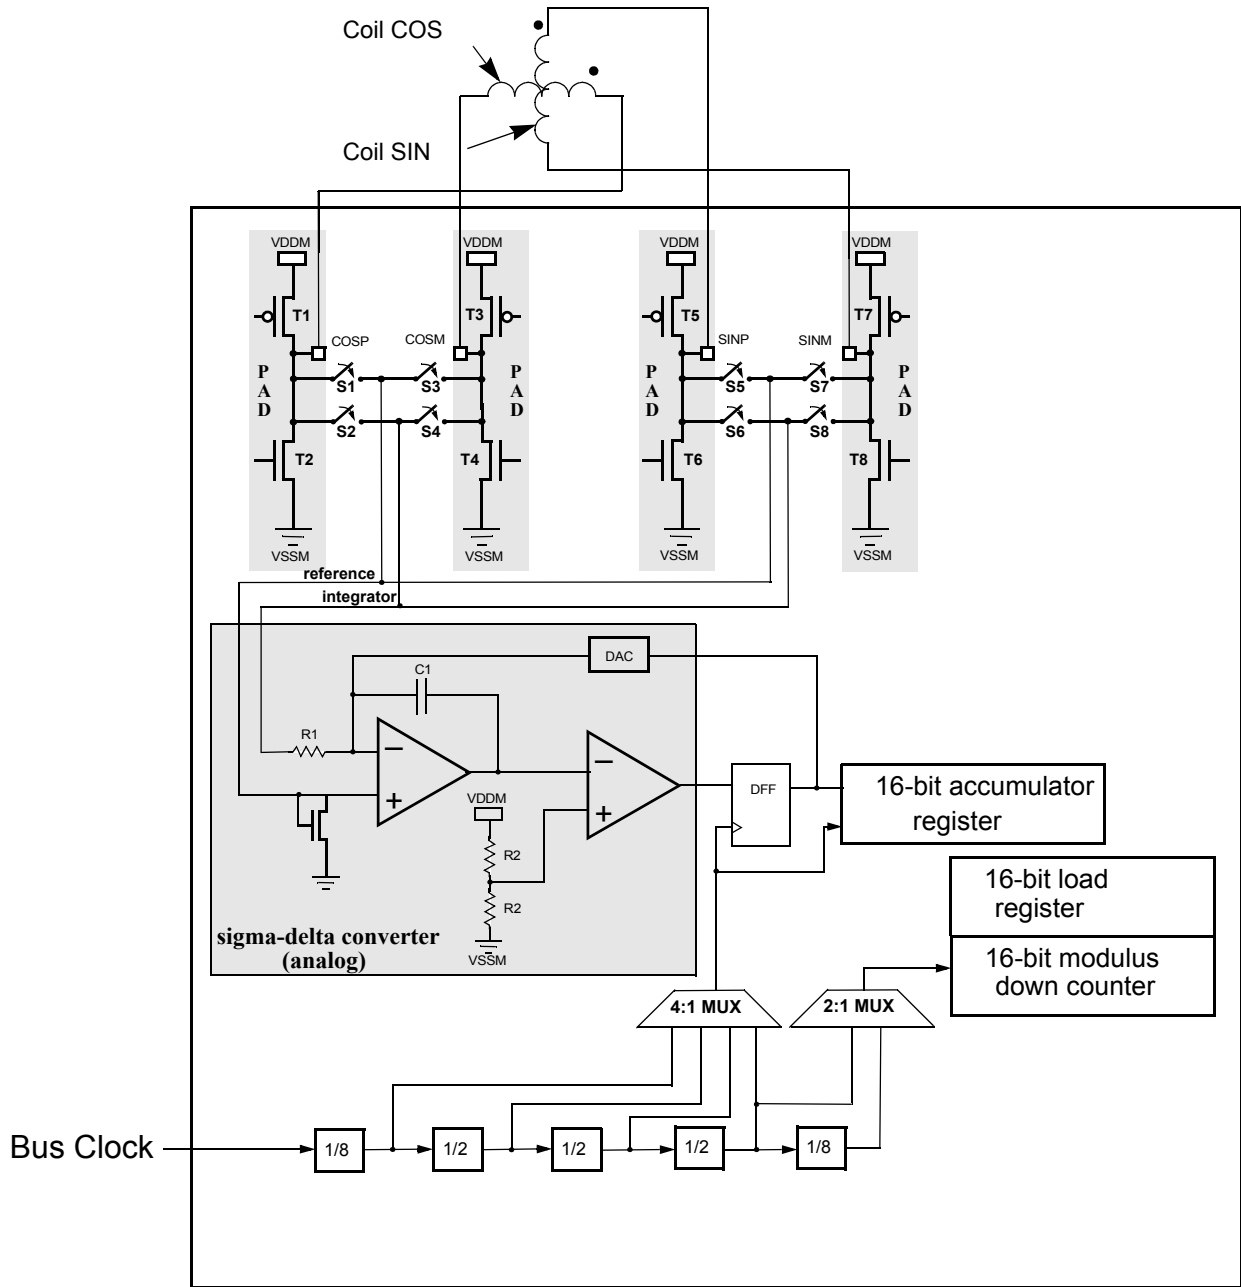 Coil COS
Coil SIN
VDDM
VDDM
VDDM
VDDM
T1
T3
T5
T7
COSP
COSM
SINP
SINM
P
A
D
P
A
D
P
A
D
P
A
D
S1
S3
S5
S7
S2
S4
S6
S8
T2
T4
T6
T8
VSSM
VSSM
VSSM
VSSM
reference
integrator
DAC
C1
R1
−
+
−
+
VDDM
R2
R2
VSSM
DFF
16-bit accumulator
register
16-bit load
register
16-bit modulus
down counter
sigma-delta converter
(analog)
4:1 MUX
2:1 MUX
Bus Clock
1/8
1/2
1/2
1/2
1/8